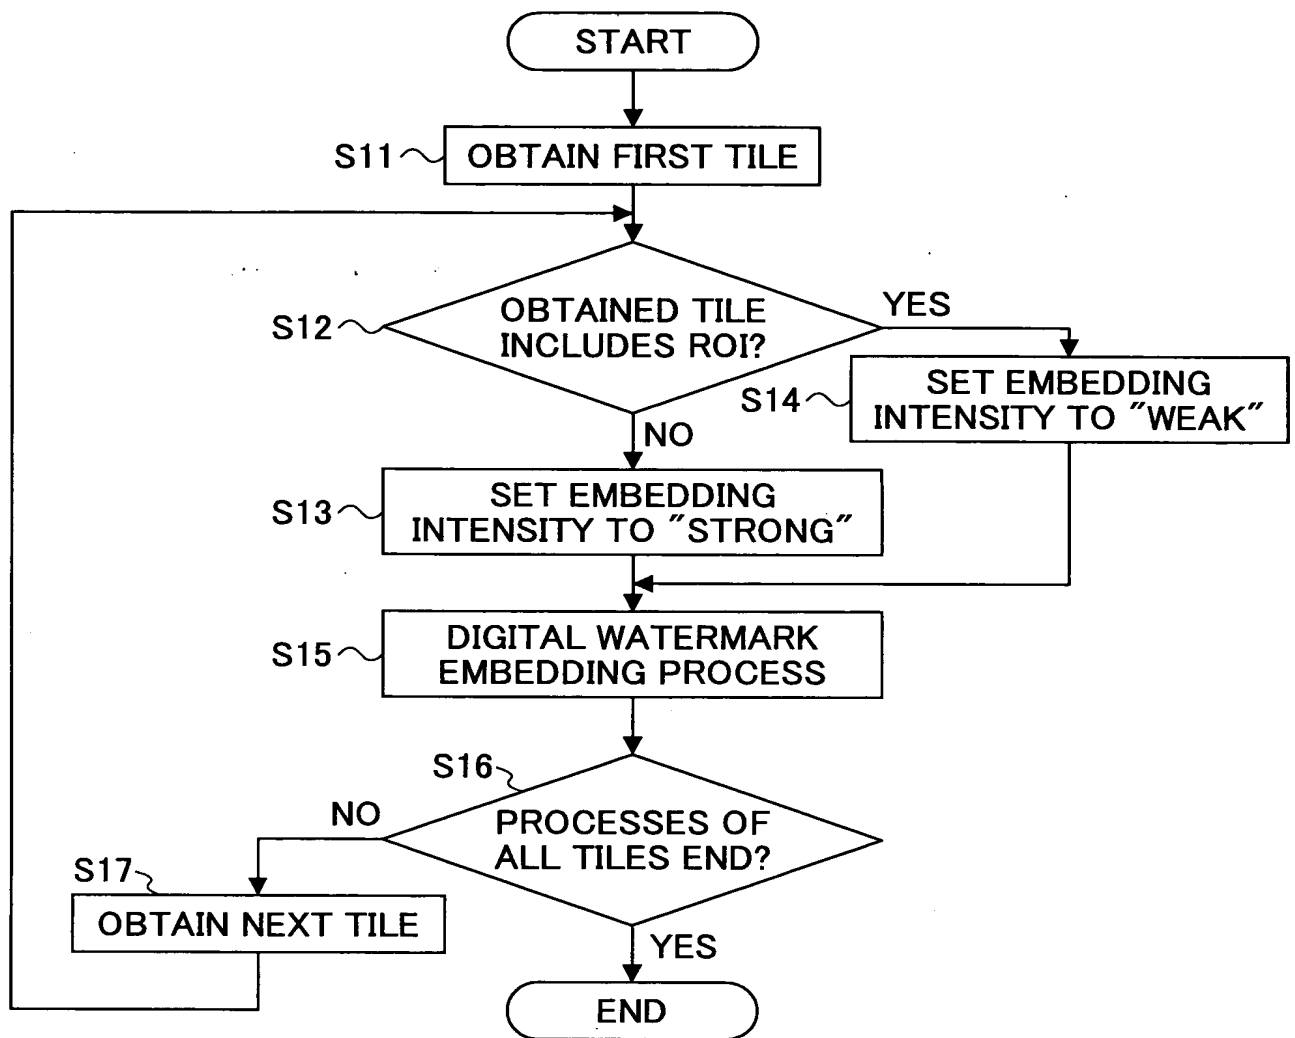 START
S11
OBTAIN FIRST TILE
S12
OBTAINED TILE
INCLUDES ROI?
YES
S14
SET EMBEDDING
INTENSITY TO "WEAK"
NO
S13
SET EMBEDDING
INTENSITY TO "STRONG"
S15
DIGITAL WATERMARK
EMBEDDING PROCESS
S16
PROCESSES OF
ALL TILES END?
NO
S17
OBTAIN NEXT TILE
YES
END